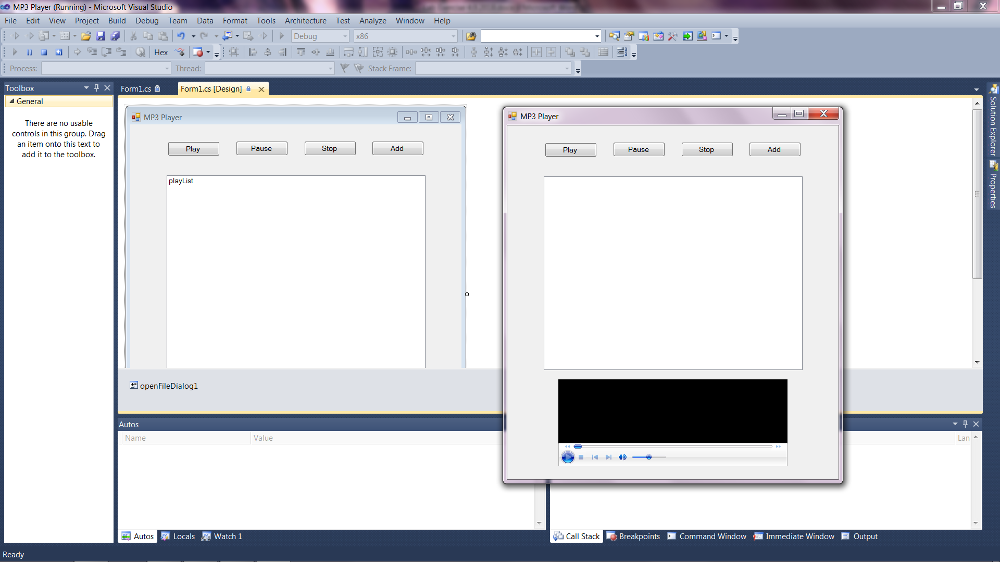 MP3 Player (Running) - Microsoft Visual Studio
File Edit View Project Build Debug Team Data Format Tools Architecture Test Analyze Window Help
Debug x86
Hex
Process: Thread: Stack Frame:
Toolbox
General
There are no usable
controls in this group. Drag
an item onto this text to
add it to the toolbox.
Form1.cs Form1.cs [Design]
MP3 Player
Play Pause Stop Add
playList
openFileDialog1
MP3 Player
Play Pause Stop Add
Solution Explorer
Properties
Autos
Name Value
Lan
Autos Locals Watch 1
Call Stack Breakpoints Command Window Immediate Window Output
Ready